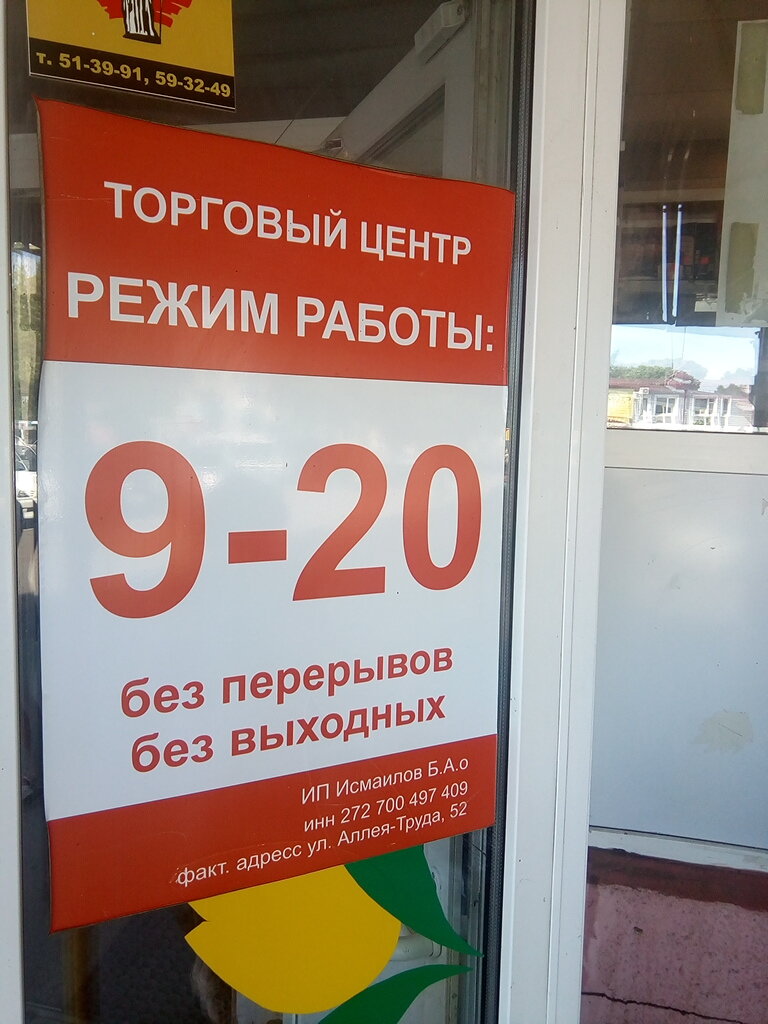 т. 51-39-91, 59-32-49
ТОРГОВЫЙ ЦЕНТР
РЕЖИМ РАБОТЫ:
9-20
без перерывов
без выходных
ИП Исмаилов Б.А.о
инн 272 700 497 409
факт. адресс ул. Аллея-Труда, 52